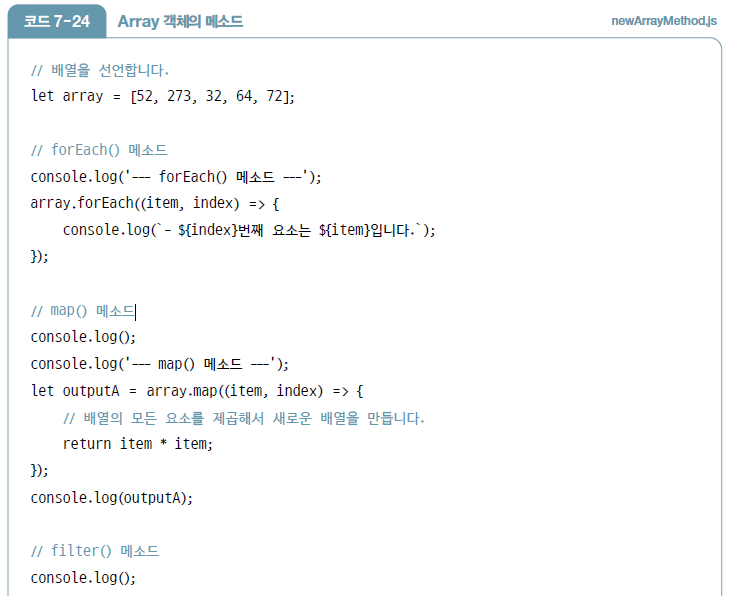 코드 7-24 Array 객체의 메소드 newArrayMethod.js
// 배열을 선언합니다.
let array = [52, 273, 32, 64, 72];
// forEach() 메소드
console.log('--- forEach() 메소드 ---');
array.forEach((item, index) => {
console.log(`- ${index}번째 요소는 ${item}입니다.`);
});
// map() 메소드
console.log();
console.log('--- map() 메소드 ---');
let outputA = array.map((item, index) => {
// 배열의 모든 요소를 제곱해서 새로운 배열을 만듭니다.
return item * item;
});
console.log(outputA);
// filter() 메소드
console.log();